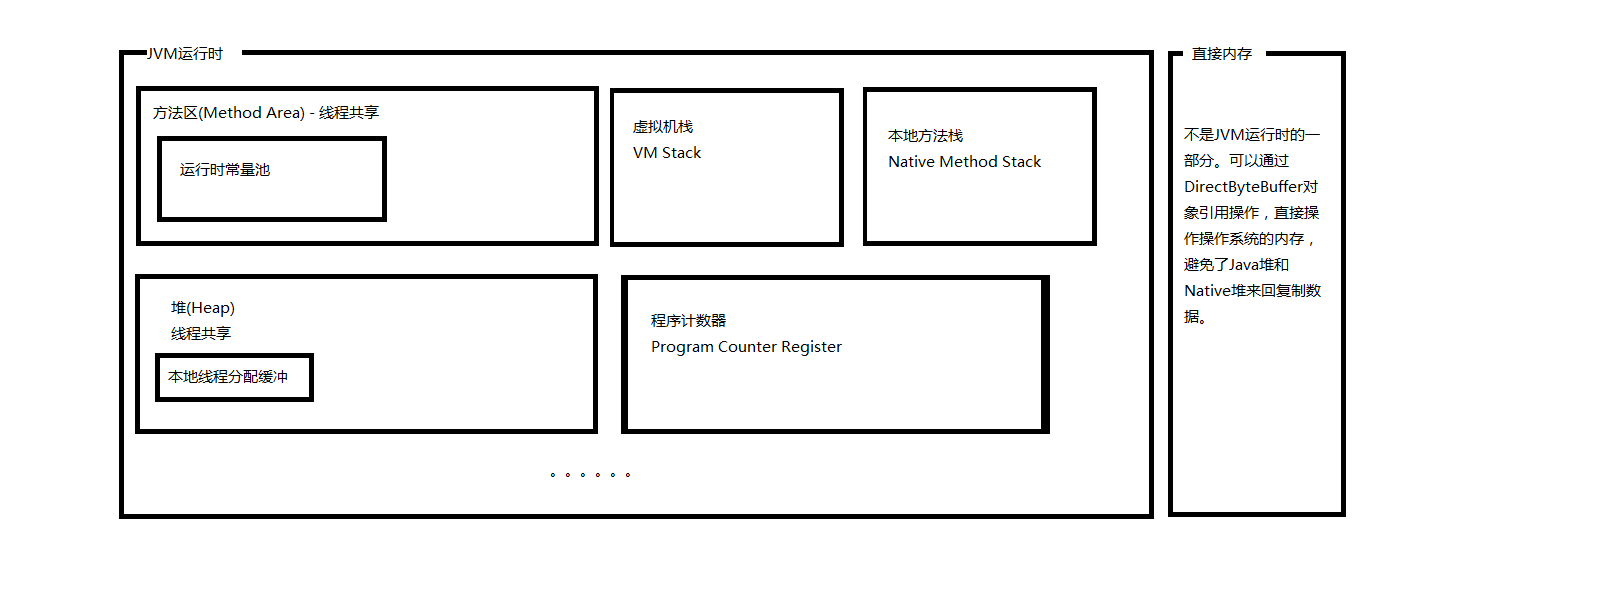 JVM运行时
方法区(Method Area) - 线程共享
运行时常量池
虚拟机栈
VM Stack
本地方法栈
Native Method Stack
堆(Heap)
线程共享
本地线程分配缓冲
程序计数器
Program Counter Register
。。。。。。
直接内存
不是JVM运行时的一
部分。可以通过
DirectByteBuffer对
象引用操作，直接操
作操作系统的内存，
避免了Java堆和
Native堆来回复制数
据。